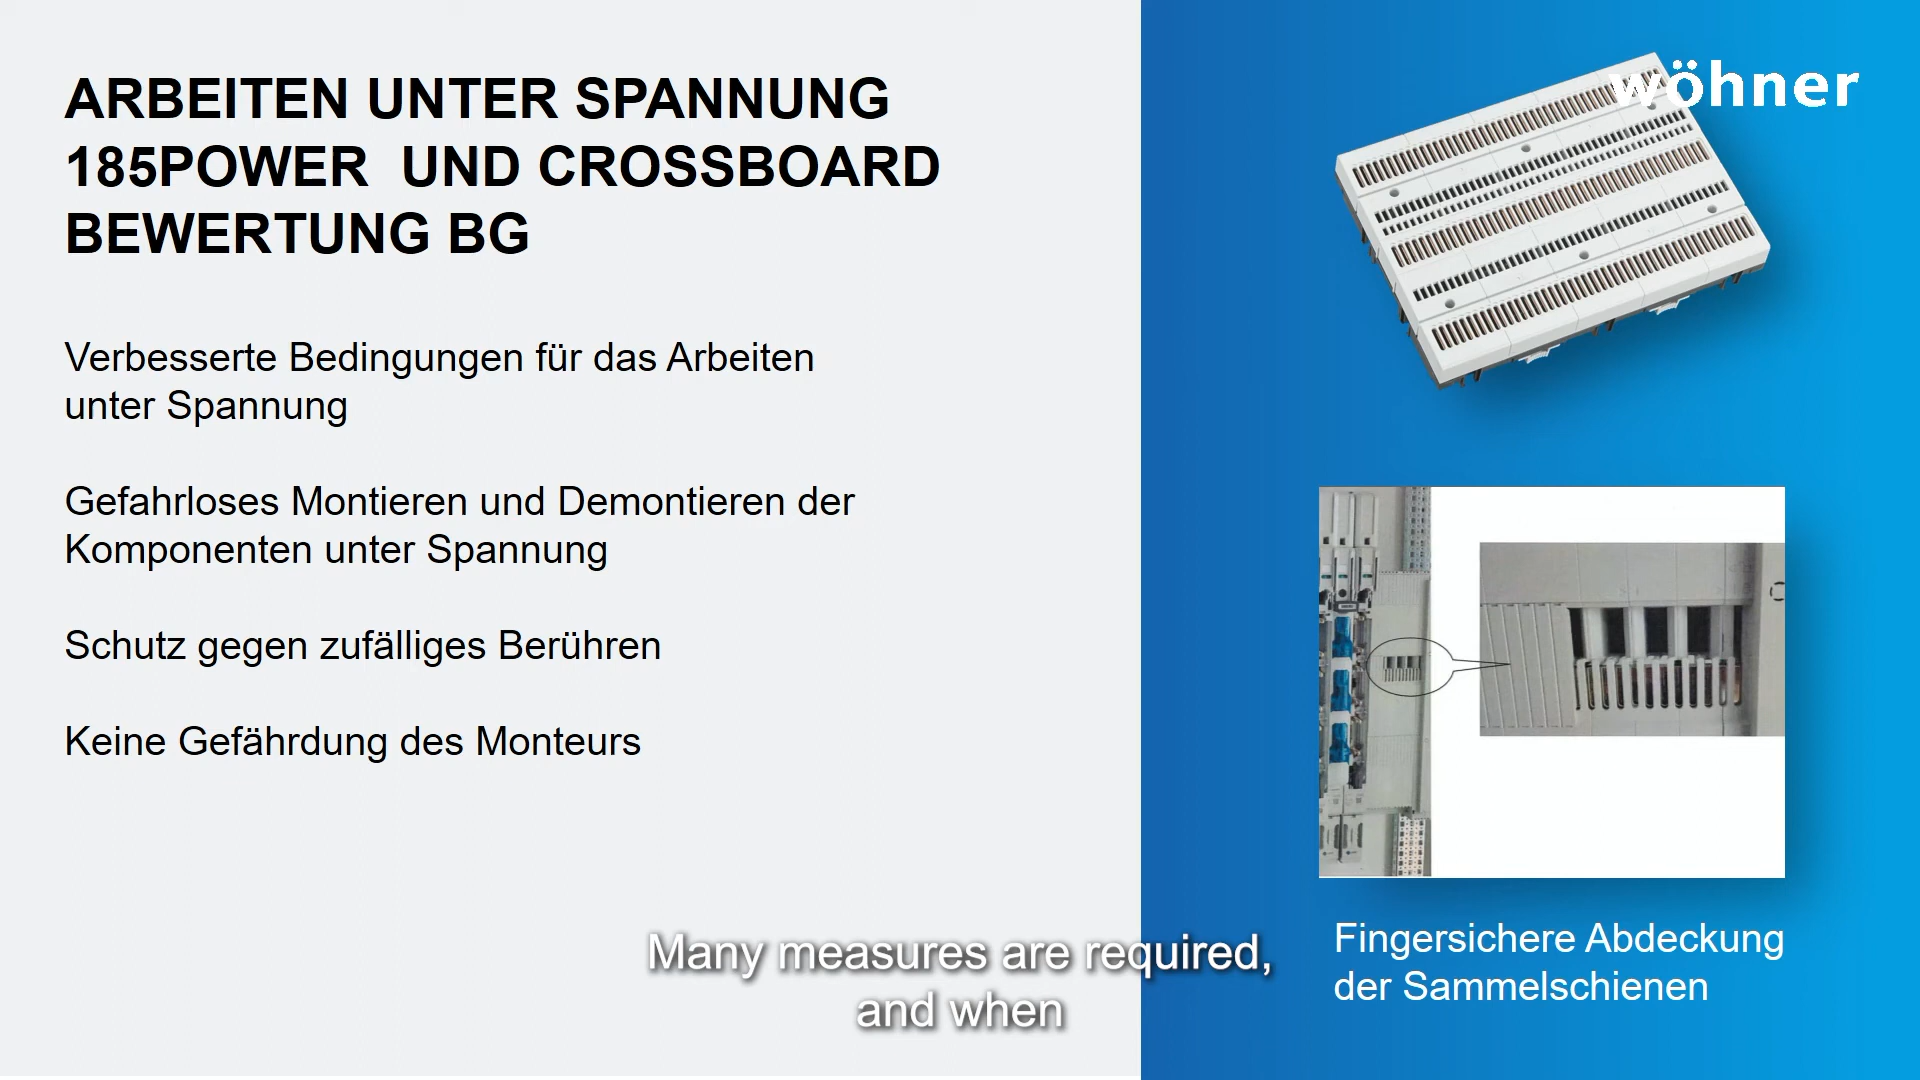 ARBEITEN UNTER SPANNUNG
185POWER  UND CROSSBOARD
BEWERTUNG BG
Verbesserte Bedingungen für das Arbeiten
unter Spannung
Gefahrloses Montieren und Demontieren der
Komponenten unter Spannung
Schutz gegen zufälliges Berühren
Keine Gefährdung des Monteurs
wöhner
Fingersichere Abdeckung
der Sammelschienen
Many measures are required,
and when